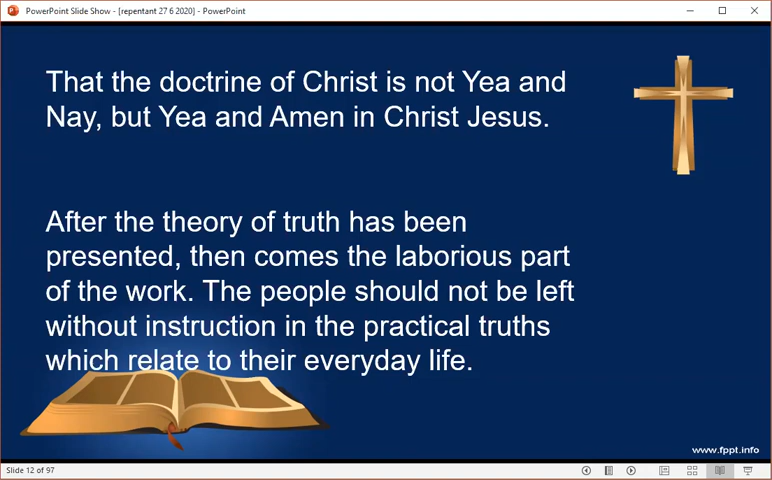 PowerPoint Slide Show - [repentant 27 6 2020] - PowerPoint
That the doctrine of Christ is not Yea and
Nay, but Yea and Amen in Christ Jesus.
After the theory of truth has been
presented, then comes the laborious part
of the work. The people should not be left
without instruction in the practical truths
which relate to their everyday life.
www.fppt.info
Slide 12 of 97